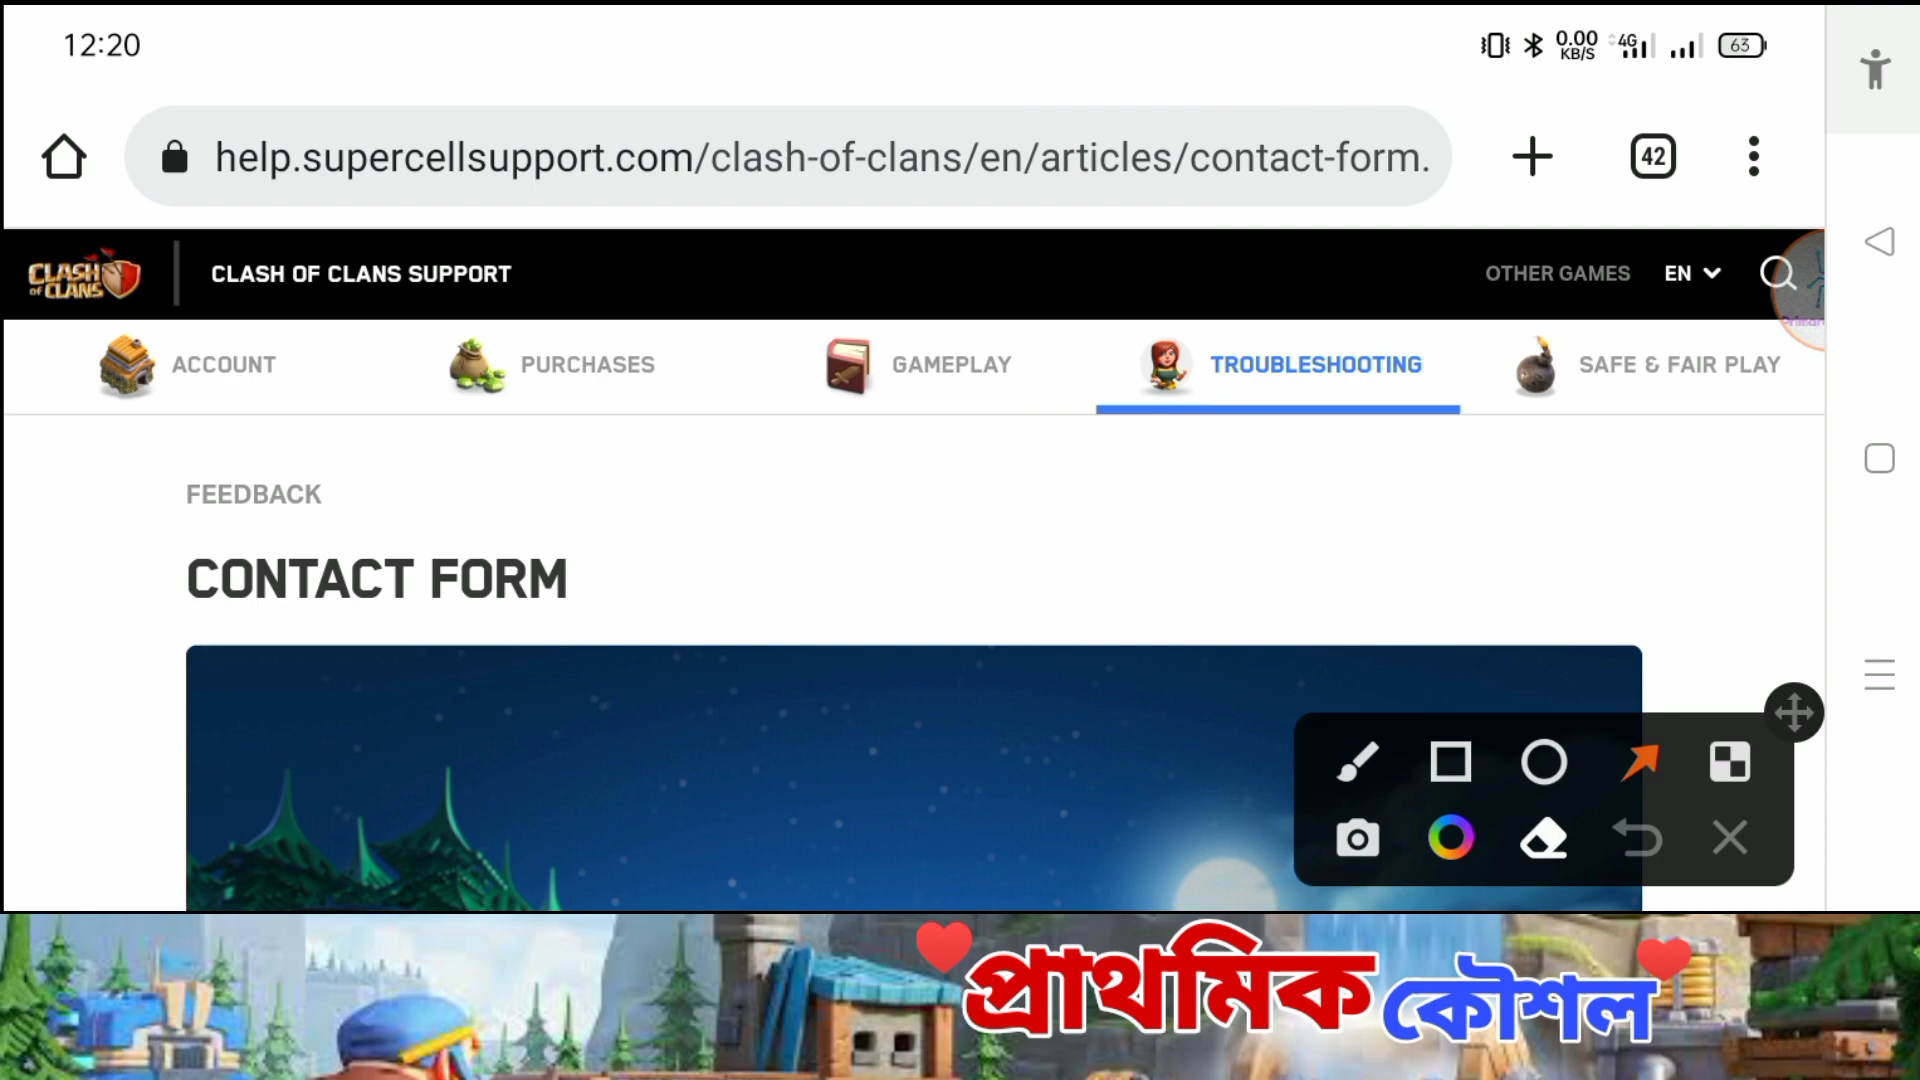 12:20
0.00
KB/S
4G
63
help.supercellsupport.com/clash-of-clans/en/articles/contact-form.
42
CLASH
OF CLANS
CLASH OF CLANS SUPPORT
OTHER GAMES
EN
ACCOUNT
PURCHASES
GAMEPLAY
TROUBLESHOOTING
SAFE & FAIR PLAY
FEEDBACK
CONTACT FORM
প্রাথমিক কৌশল